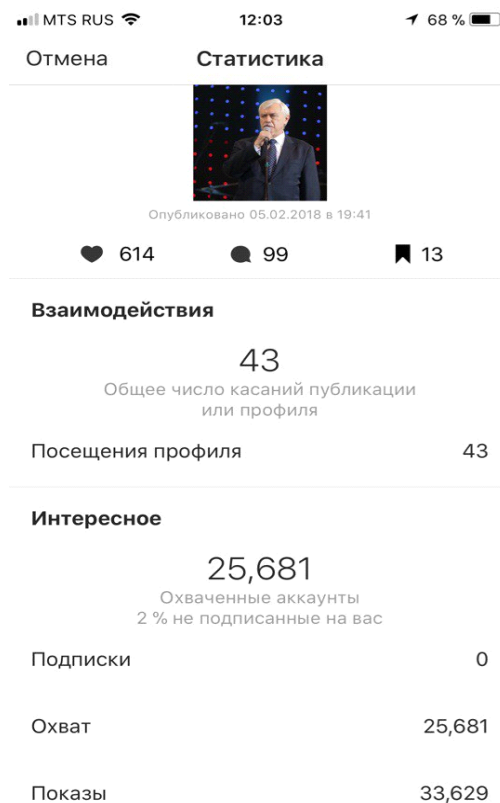 MTS RUS 12:03 68 %
Отмена Статистика
Опубликовано 05.02.2018 в 19:41
614 99 13
Взаимодействия
43
Общее число касаний публикации
или профиля
Посещения профиля 43
Интересное
25,681
Охваченные аккаунты
2 % не подписанные на вас
Подписки 0
Охват 25,681
Показы 33,629